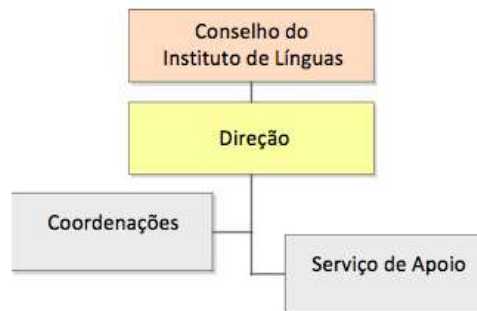 Conselho do
Instituto de Línguas
Direção
Coordenações
Serviço de Apoio